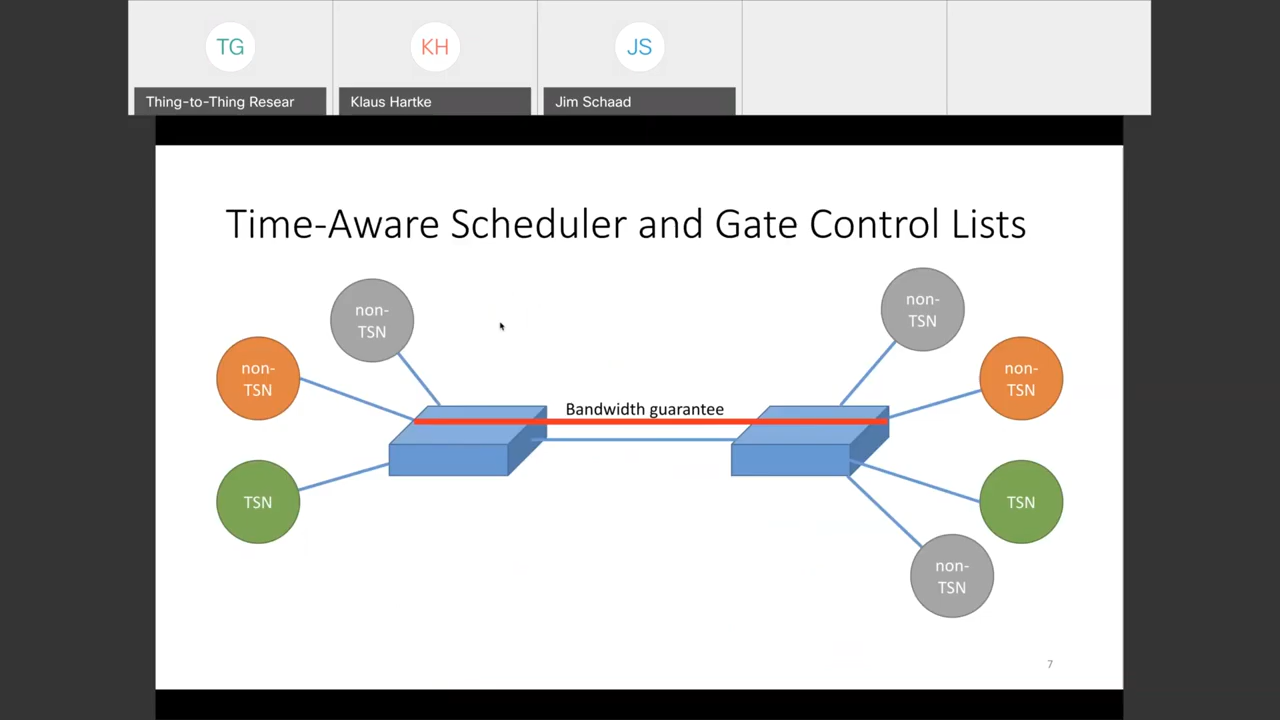 TG
KH
JS
Thing-to-Thing Resear
Klaus Hartke
Jim Schaad
Time-Aware Scheduler and Gate Control Lists
non-
TSN
non-
TSN
non-
TSN
non-
TSN
Bandwidth guarantee
TSN
TSN
non-
TSN
7